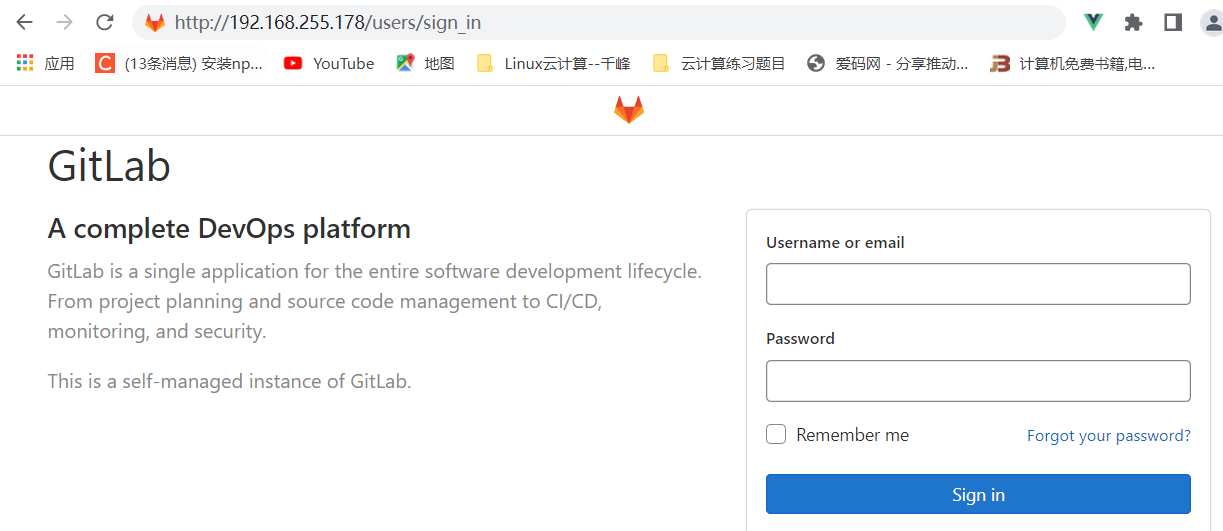 http://192.168.255.178/users/sign_in
应用 (13条消息) 安装np... YouTube 地图 Linux云计算--千峰 云计算练习题目 爱码网 - 分享推动... 计算机免费书籍,电...
GitLab
A complete DevOps platform
GitLab is a single application for the entire software development lifecycle.
From project planning and source code management to CI/CD,
monitoring, and security.
This is a self-managed instance of GitLab.
Username or email
Password
Remember me Forgot your password?
Sign in